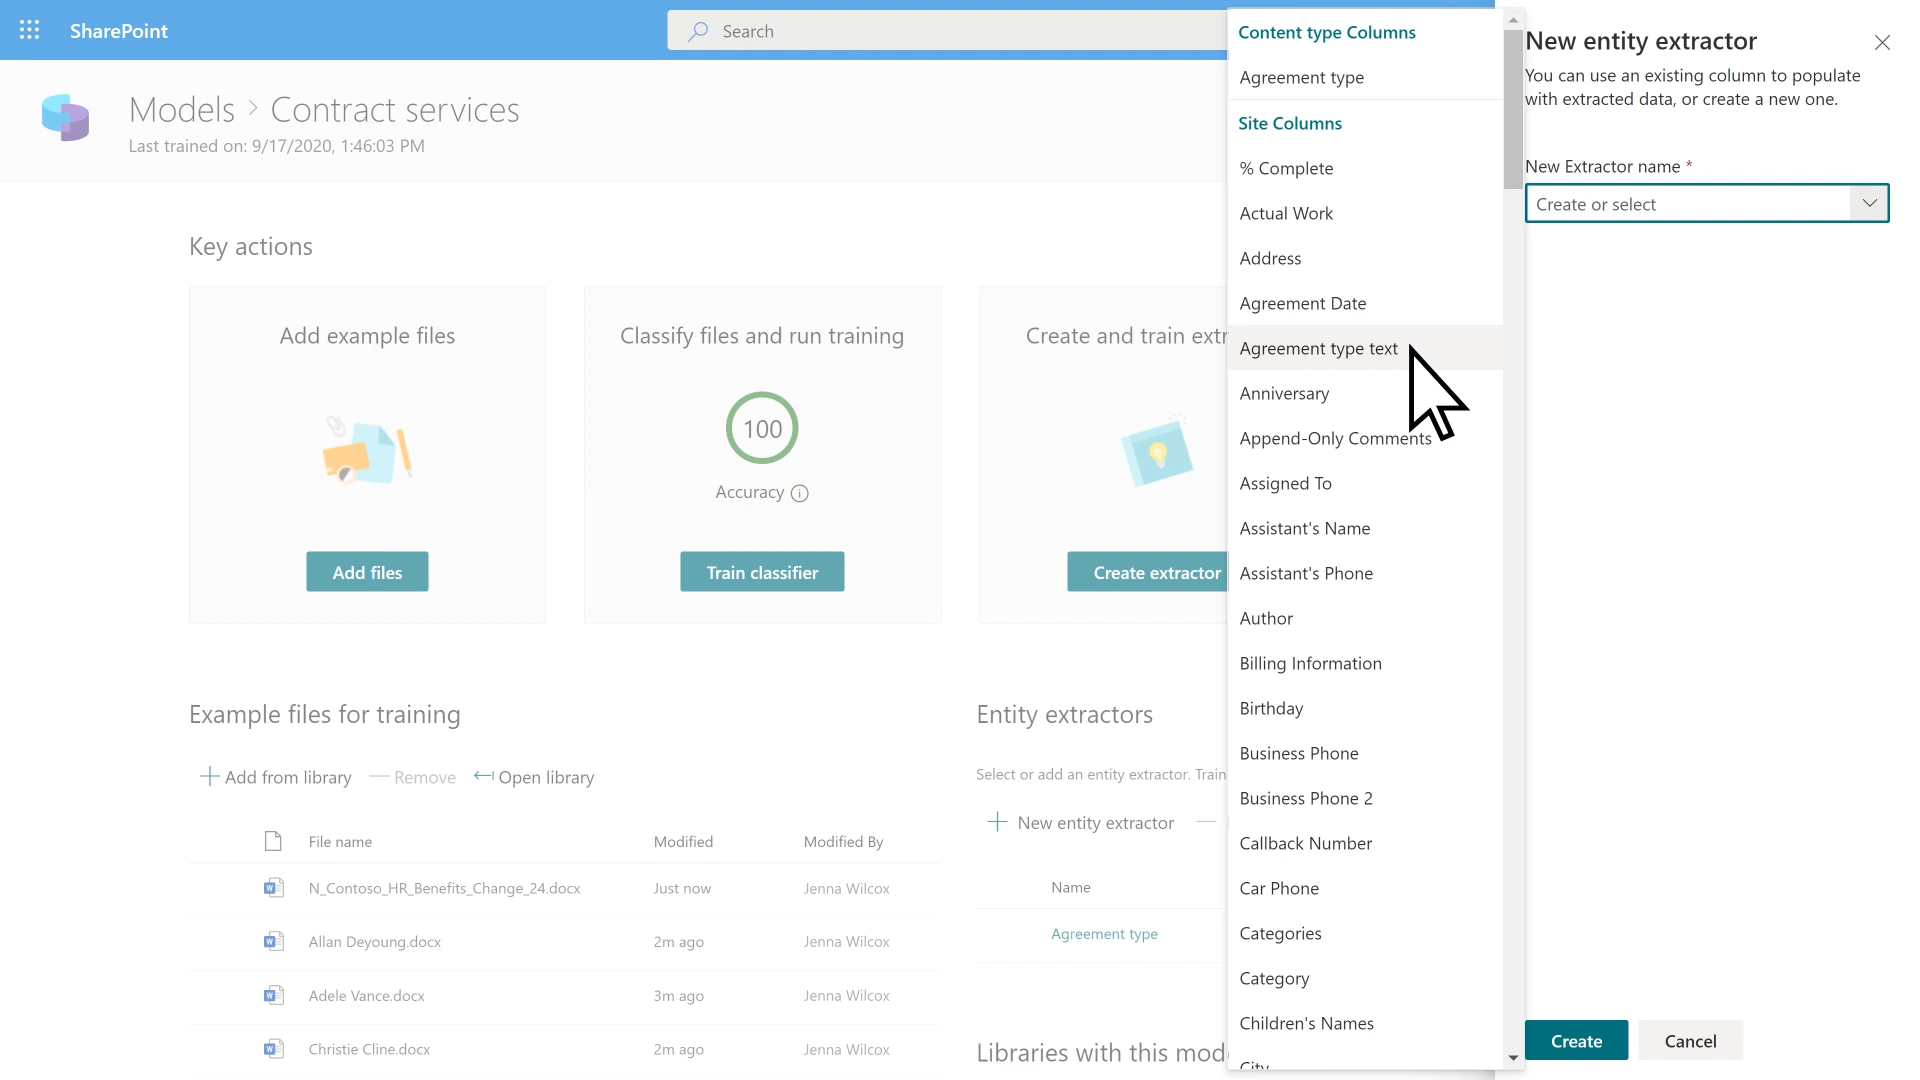 SharePoint
Search
Models > Contract services
Last trained on: 9/17/2020, 1:46:03 PM
Key actions
Add example files
Add files
Classify files and run training
100
Accuracy
Train classifier
Create and train extr
Create extractor
Example files for training
Add from library
Remove
Open library
File name Modified Modified By
N_Contoso_HR_Benefits_Change_24.docx Just now Jenna Wilcox
Allan Deyoung.docx 2m ago Jenna Wilcox
Adele Vance.docx 3m ago Jenna Wilcox
Christie Cline.docx 2m ago Jenna Wilcox
Entity extractors
Select or add an entity extractor. Train
New entity extractor
Name
Agreement type
Libraries with this mod
Content type Columns
Agreement type
Site Columns
% Complete
Actual Work
Address
Agreement Date
Agreement type text
Anniversary
Append-Only Comments
Assigned To
Assistant's Name
Assistant's Phone
Author
Billing Information
Birthday
Business Phone
Business Phone 2
Callback Number
Car Phone
Categories
Category
Children's Names
City
New entity extractor
You can use an existing column to populate
with extracted data, or create a new one.
New Extractor name *
Create or select
Create
Cancel